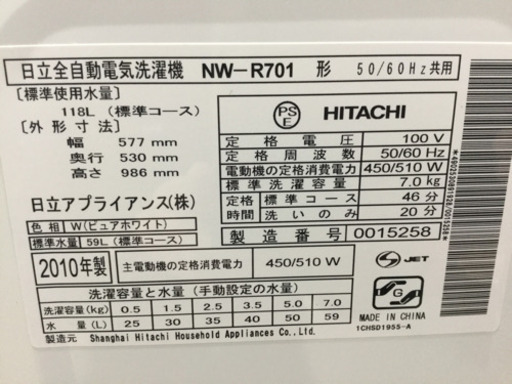 日立全自動電気洗濯機 NW-R701 形 50/60Hz共用
[標準使用水量]
118L (標準コース)
[外形寸法]
幅 577 mm
奥行 530 mm
高さ 986 mm
日立アプライアンス(株)
色相 W(ピュアホワイト)
標準水量 59L (標準コース)
PS
E
HITACHI
定格電圧 100 V
定格周波数 50/60 Hz
電動機の定格消費電力 450/510 W
標準洗濯容量 7.0kg
定格時間 標準コース 46分
洗いのみ 20分
製造番号 0015258
2010年製 主電動機の定格消費電力 450/510 W
S JET
洗濯容量と水量 (手動設定の水量)
洗濯容量(kg) 0.5 1.5 2.5 3.5 5.0 7.0
水量(L) 25 30 35 40 50 59
G
MADE IN CHINA
1CHSD1955-A
製造元 Shanghai Hitachi Household Appliances Co.,Ltd.